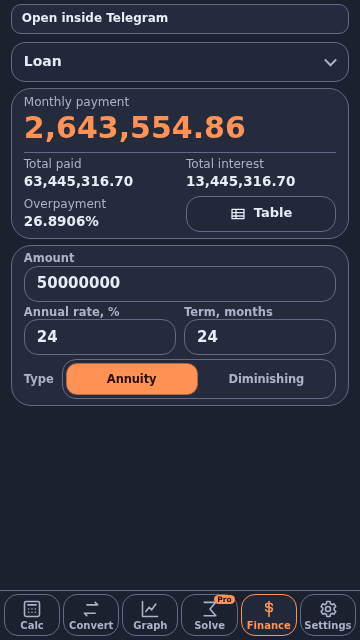 Open inside Telegram
Loan
Monthly payment
2,643,554.86
Total paid
63,445,316.70
Total interest
13,445,316.70
Overpayment
26.8906%
Table
Amount
50000000
Annual rate, %
24
Term, months
24
Type
Annuity
Diminishing
Calc
Convert
Graph
Pro
Solve
Finance
Settings